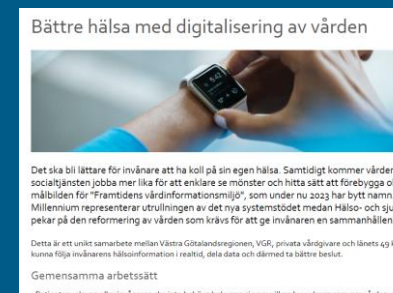 Bättre hälsa med digitalisering av vården
Det ska bli lättare för invånare att ha koll på sin egen hälsa. Samtidigt kommer vården
socialtjänsten jobba mer lika för att enklare se mönster och hitta sätt att förebygga
målbilden för "Framtidens vårdinformationsmiljö", som under nu 2023 har bytt namn.
Millennium representerar utrullningen av det nya systemstödet medan Hälso- och
pekar på den reformering av vården som krävs för att ge invånaren en sammanhållen
Detta är ett unikt samarbete mellan Västra Götalandsregionen, VGR, privata vårdgivare och länets 49
kunna följa invånarens hälsoinformation i realtid, dela data och därmed ta bättre beslut.
Gemensamma arbetssätt